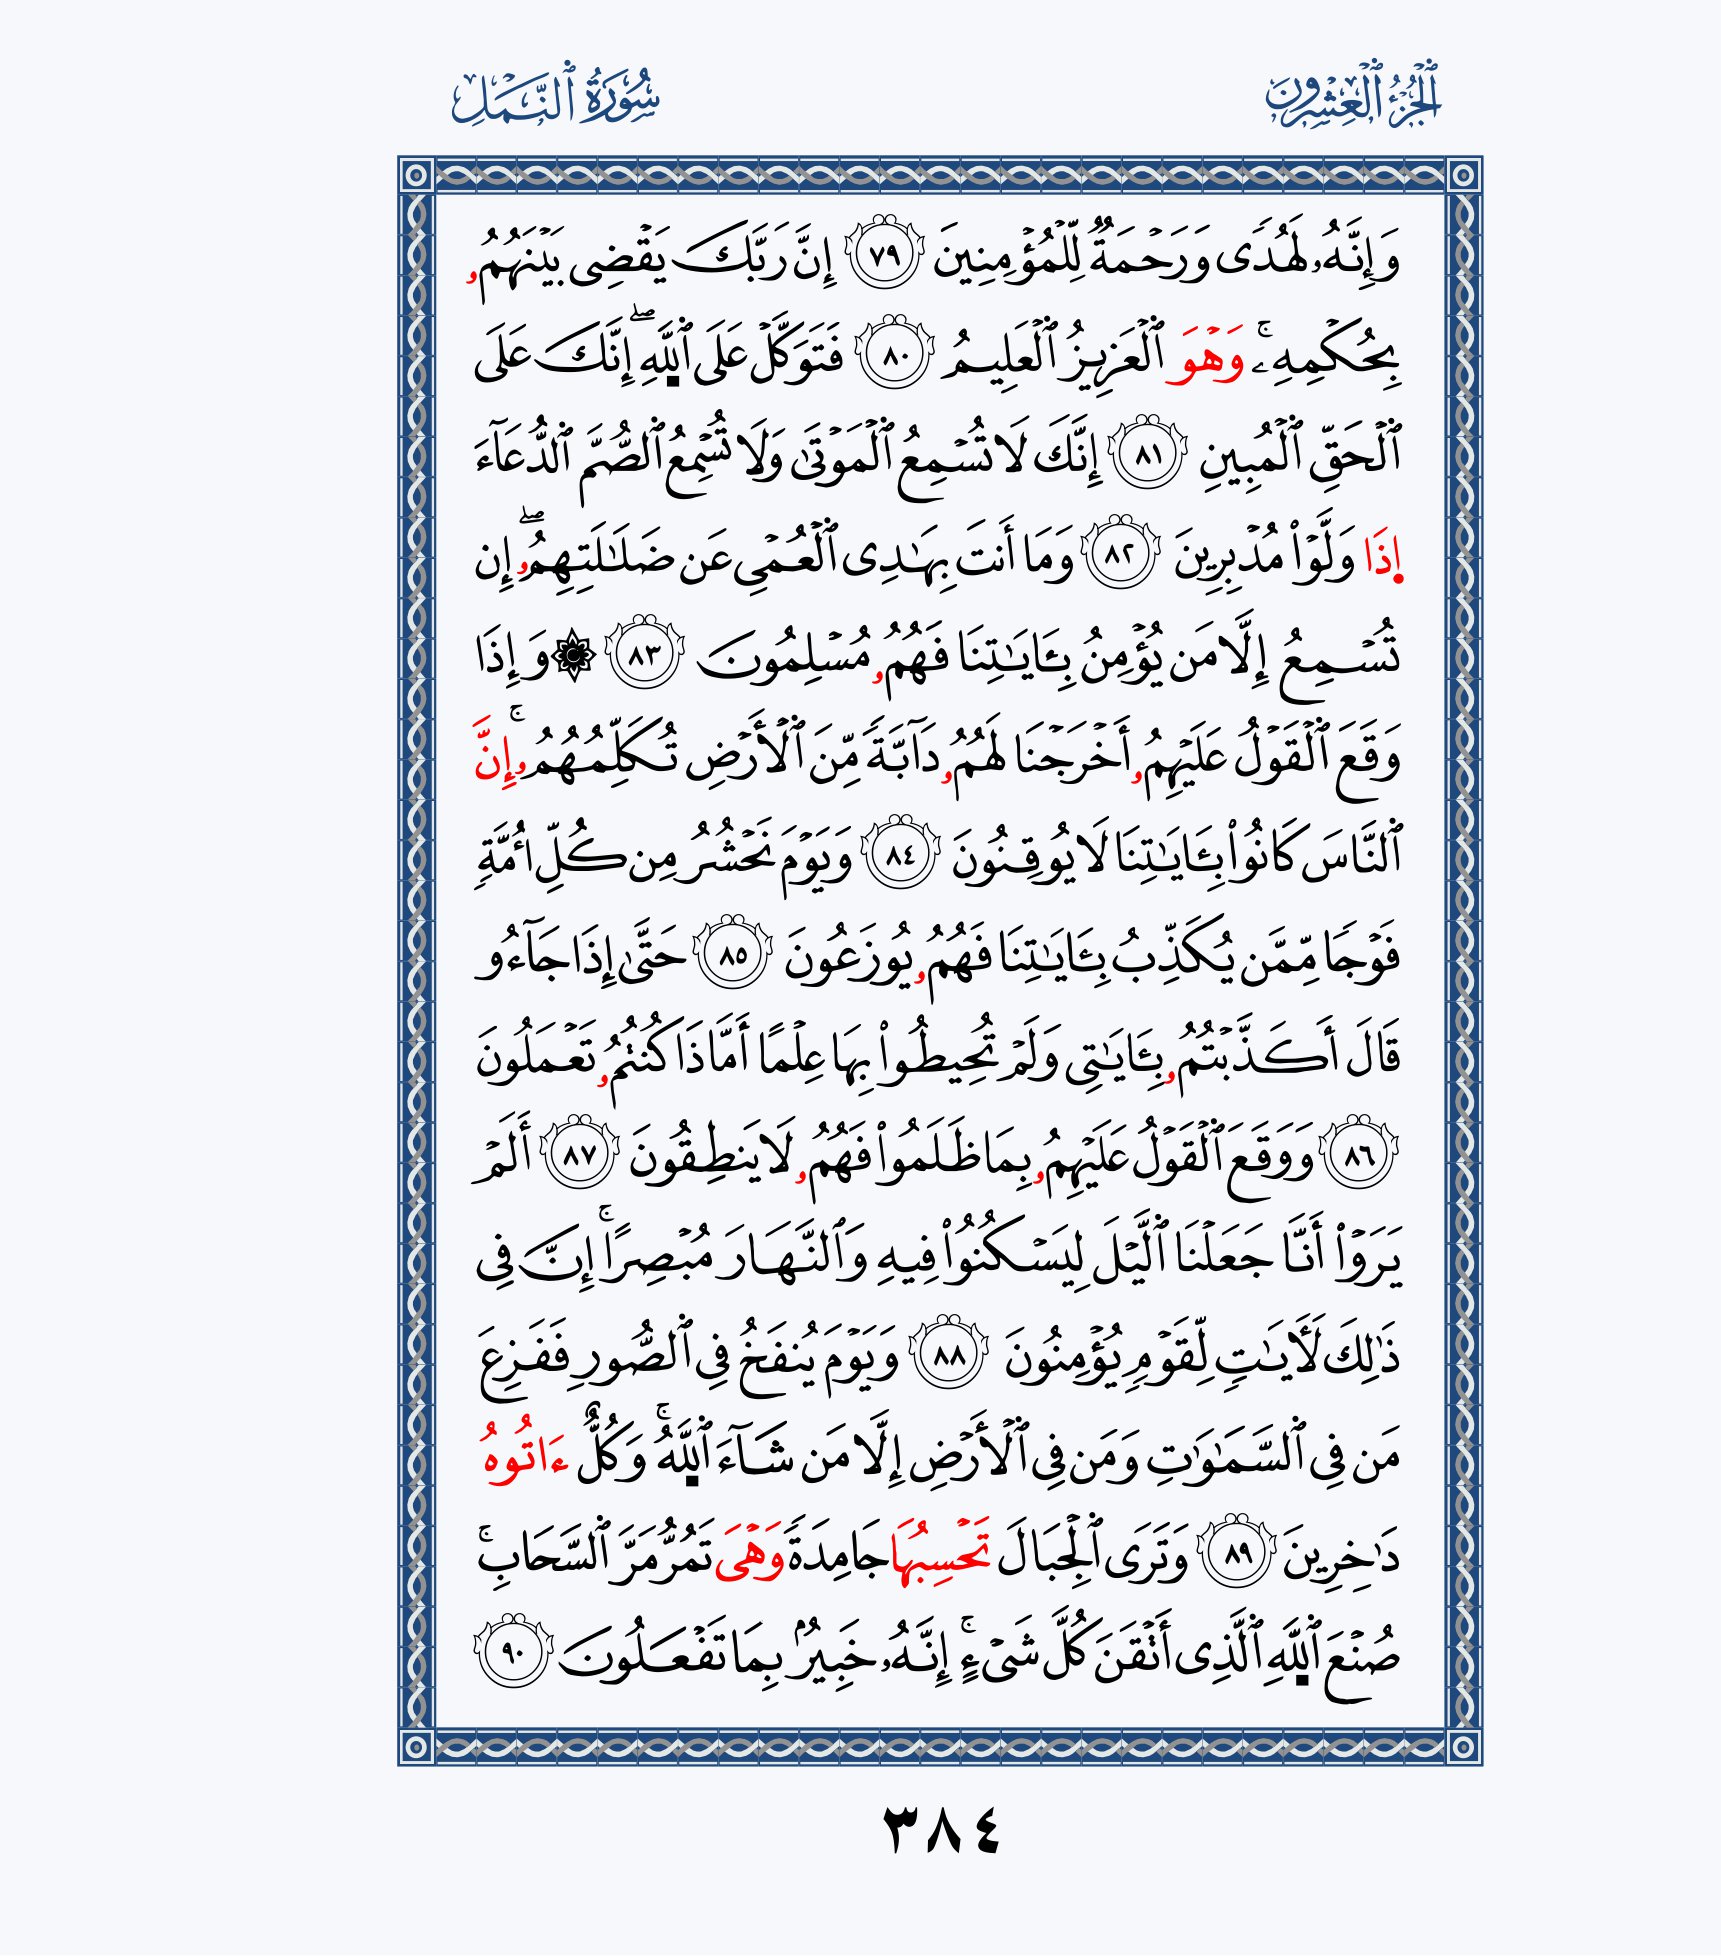 الجُزْءُ العِشْرُونَ
سُورَةُ ٱلنَّمْلِ
وَإِنَّهُۥ لَهُدٗى وَرَحۡمَةٞ لِّلۡمُؤۡمِنِينَ ٧٩ إِنَّ رَبَّكَ يَقۡضِى بَيۡنَهُمُۥ
بِحُكۡمِهِۦۚ وَهۡوَ ٱلۡعَزِيزُ ٱلۡعَلِيمُ ٨٠ فَتَوَكَّلۡ عَلَى ٱللَّهِۖ إِنَّكَ عَلَى
ٱلۡحَقِّ ٱلۡمُبِينِ ٨١ إِنَّكَ لَا تُسۡمِعُ ٱلۡمَوۡتَىٰ وَلَا تُسۡمِعُ ٱلصُّمَّ ٱلدُّعَآءَ
اِذَا وَلَّوۡاْ مُدۡبِرِينَ ٨٢ وَمَا أَنتَ بِهَٰدِى ٱلۡعُمۡىِ عَن ضَلَٰلَتِهِمُۥۖ إِن
تُسۡمِعُ إِلَّا مَن يُؤۡمِنُ بِـَٔايَٰتِنَا فَهُمُۥ مُسۡلِمُونَ ٨٣ ۞ وَإِذَا
وَقَعَ ٱلۡقَوۡلُ عَلَيۡهِمُۥ أَخۡرَجۡنَا لَهُمُۥ دَآبَّةٗ مِّنَ ٱلۡأَرۡضِ تُكَلِّمُهُمُۥۚ إِنَّ
ٱلنَّاسَ كَانُواْ بِـَٔايَٰتِنَا لَا يُوقِنُونَ ٨٤ وَيَوۡمَ نَحۡشُرُ مِن كُلِّ أُمَّةٖ
فَوۡجٗا مِّمَّن يُكَذِّبُ بِـَٔايَٰتِنَا فَهُمُۥ يُوزَعُونَ ٨٥ حَتَّىٰ إِذَا جَآءُو
قَالَ أَكَذَّبۡتُمُۥ بِـَٔايَٰتِى وَلَمۡ تُحِيطُواْ بِهَا عِلۡمًا أَمَّا ذَا كُنتُمُۥ تَعۡمَلُونَ
٨٦ وَوَقَعَ ٱلۡقَوۡلُ عَلَيۡهِمُۥ بِمَا ظَلَمُواْ فَهُمُۥ لَا يَنطِقُونَ ٨٧ أَلَمۡ
يَرَوۡاْ أَنَّا جَعَلۡنَا ٱلَّيۡلَ لِيَسۡكُنُواْ فِيهِ وَٱلنَّهَارَ مُبۡصِرًاۚ إِنَّ فِى
ذَٰلِكَ لَأٓيَٰتٖ لِّقَوۡمٖ يُؤۡمِنُونَ ٨٨ وَيَوۡمَ يُنفَخُ فِى ٱلصُّورِ فَفَزِعَ
مَن فِى ٱلسَّمَٰوَٰتِ وَمَن فِى ٱلۡأَرۡضِ إِلَّا مَن شَآءَ ٱللَّهُۚ وَكُلٌّ ءَاتُوهُ
دَٰخِرِينَ ٨٩ وَتَرَى ٱلۡجِبَالَ تَحۡسِبُهَا جَامِدَةٗ وَهۡىَ تَمُرُّ مَرَّ ٱلسَّحَابِۚ
صُنۡعَ ٱللَّهِ ٱلَّذِى أَتۡقَنَ كُلَّ شَىۡءٍۚ إِنَّهُۥ خَبِيرُۢ بِمَا تَفۡعَلُونَ ٩٠
٣٨٤